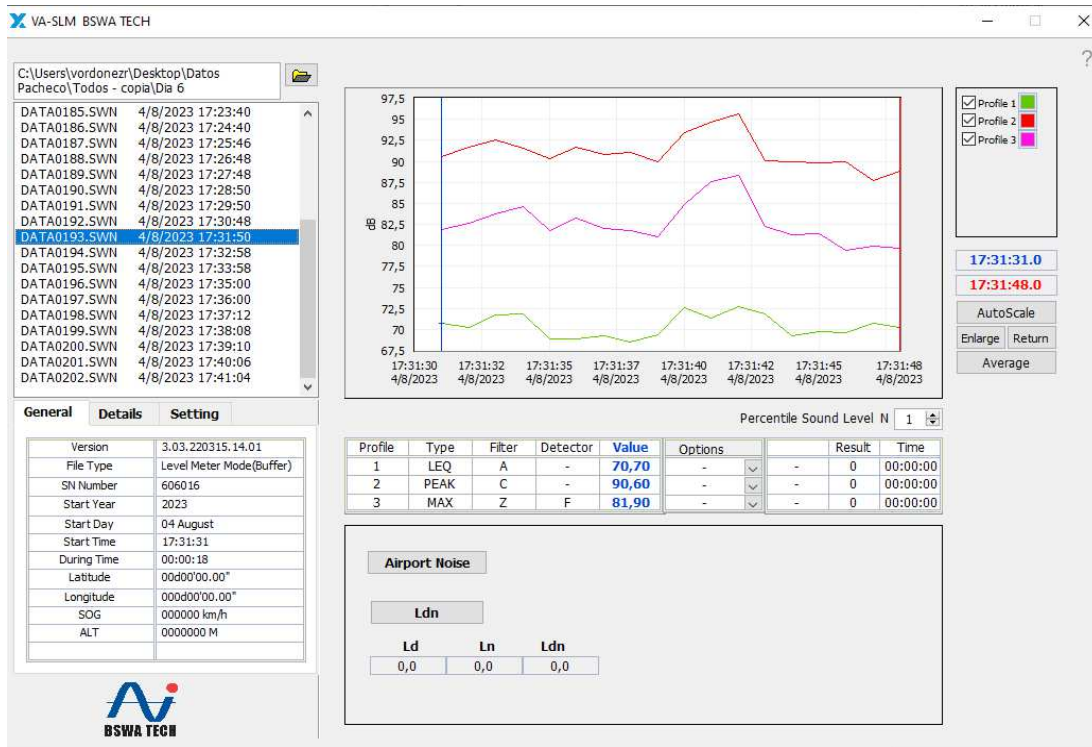 VA-SLM BSWA TECH
?
C:\Users\vordonezr\Desktop\Datos
Pacheco\Todos - copia\Dia 6
DATA0185.SWN 4/8/2023 17:23:40
DATA0186.SWN 4/8/2023 17:24:40
DATA0187.SWN 4/8/2023 17:25:46
DATA0188.SWN 4/8/2023 17:26:48
DATA0189.SWN 4/8/2023 17:27:48
DATA0190.SWN 4/8/2023 17:28:50
DATA0191.SWN 4/8/2023 17:29:50
DATA0192.SWN 4/8/2023 17:30:48
DATA0193.SWN 4/8/2023 17:31:50
DATA0194.SWN 4/8/2023 17:32:58
DATA0195.SWN 4/8/2023 17:33:58
DATA0196.SWN 4/8/2023 17:35:00
DATA0197.SWN 4/8/2023 17:36:00
DATA0198.SWN 4/8/2023 17:37:12
DATA0199.SWN 4/8/2023 17:38:08
DATA0200.SWN 4/8/2023 17:39:10
DATA0201.SWN 4/8/2023 17:40:06
DATA0202.SWN 4/8/2023 17:41:04
97,5
95
92,5
90
87,5
85
82,5
80
77,5
75
72,5
70
67,5
dB
17:31:30 17:31:32 17:31:35 17:31:37 17:31:40 17:31:42 17:31:45 17:31:48
4/8/2023 4/8/2023 4/8/2023 4/8/2023 4/8/2023 4/8/2023 4/8/2023 4/8/2023
Profile 1
Profile 2
Profile 3
17:31:31.0
17:31:48.0
AutoScale
Enlarge Return
Average
General Details Setting
Version 3.03.220315.14.01
File Type Level Meter Mode(Buffer)
SN Number 606016
Start Year 2023
Start Day 04 August
Start Time 17:31:31
During Time 00:00:18
Latitude 00d00'00.00"
Longitude 000d00'00.00"
SOG 000000 km/h
ALT 0000000 M
BSWA TECH
Percentile Sound Level N 1
Profile Type Filter Detector Value Options Result Time
1 LEQ A - 70,70 - - 0 00:00:00
2 PEAK C - 90,60 - - 0 00:00:00
3 MAX Z F 81,90 - - 0 00:00:00
Airport Noise
Ldn
Ld Ln Ldn
0,0 0,0 0,0